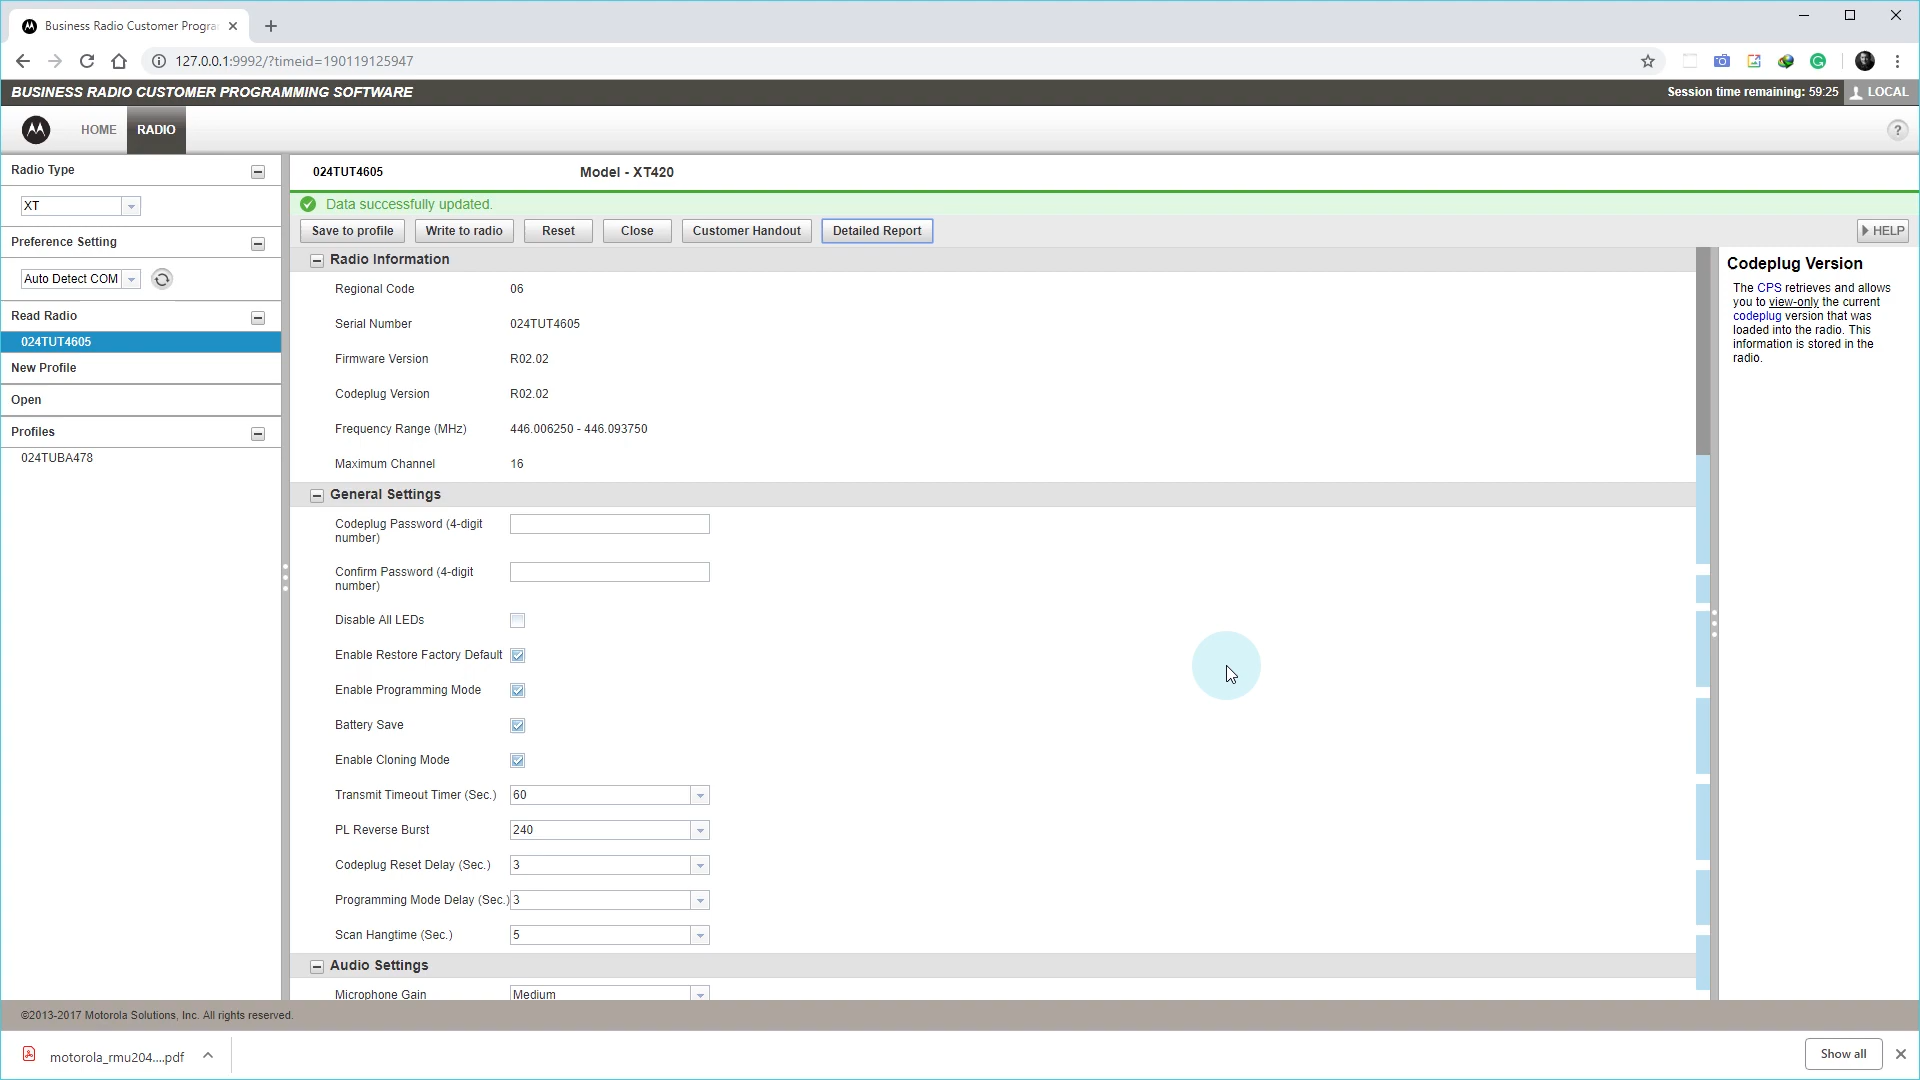 Business Radio Customer Progra
127.0.0.1:9992/?timeid=190119125947
BUSINESS RADIO CUSTOMER PROGRAMMING SOFTWARE
Session time remaining: 59:25
LOCAL
HOME
RADIO
?
Radio Type
XT
Preference Setting
Auto Detect COM
Read Radio
024TUT4605
New Profile
Open
Profiles
024TUBA478
024TUT4605
Model - XT420
Data successfully updated.
Save to profile
Write to radio
Reset
Close
Customer Handout
Detailed Report
HELP
Radio Information
Regional Code 06
Serial Number 024TUT4605
Firmware Version R02.02
Codeplug Version R02.02
Frequency Range (MHz) 446.006250 - 446.093750
Maximum Channel 16
General Settings
Codeplug Password (4-digit
number)
Confirm Password (4-digit
number)
Disable All LEDs
Enable Restore Factory Default
Enable Programming Mode
Battery Save
Enable Cloning Mode
Transmit Timeout Timer (Sec.) 60
PL Reverse Burst 240
Codeplug Reset Delay (Sec.) 3
Programming Mode Delay (Sec.) 3
Scan Hangtime (Sec.) 5
Audio Settings
Microphone Gain Medium
Codeplug Version
The CPS retrieves and allows
you to view-only the current
codeplug version that was
loaded into the radio. This
information is stored in the
radio.
©2013-2017 Motorola Solutions, Inc. All rights reserved.
motorola_rmu204....pdf
Show all